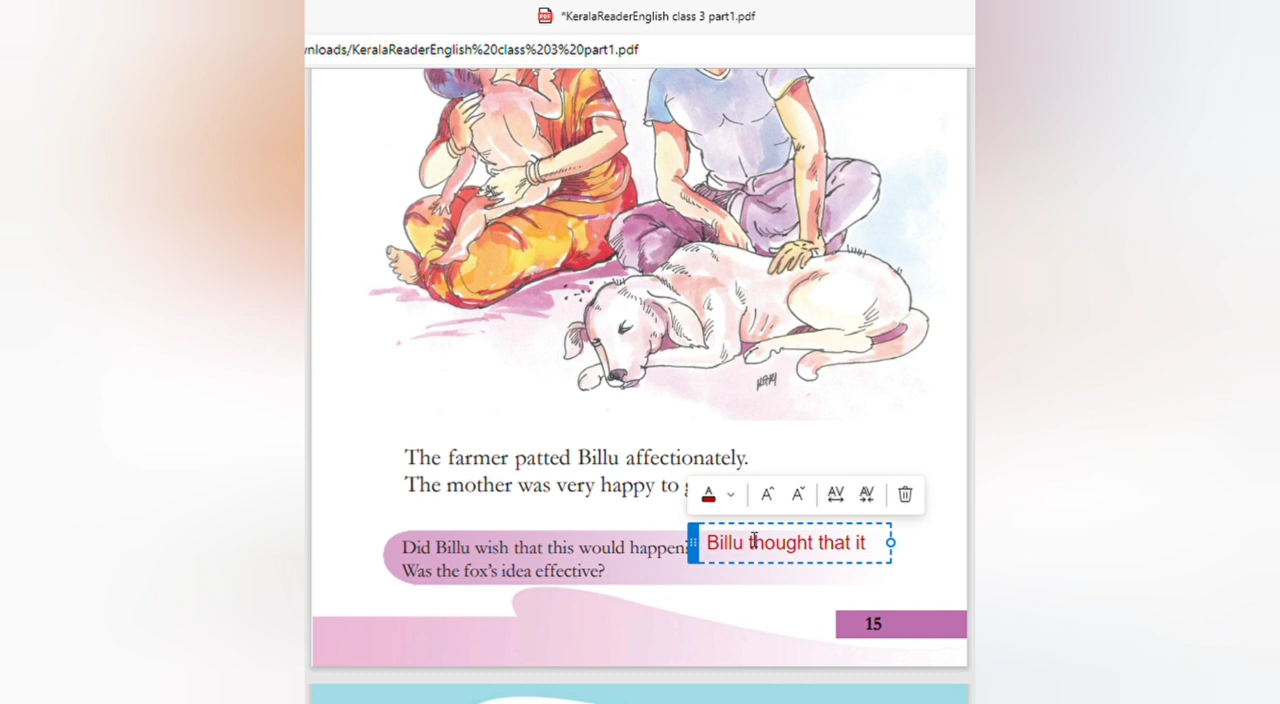 *KeralaReaderEnglish class 3 part1.pdf
nloads/KeralaReaderEnglish%20class%203%20part1.pdf
The farmer patted Billu affectionately.
The mother was very happy to
A A A AV AV
Did Billu wish that this would happen
Billu thought that it
Was the fox's idea effective?
15